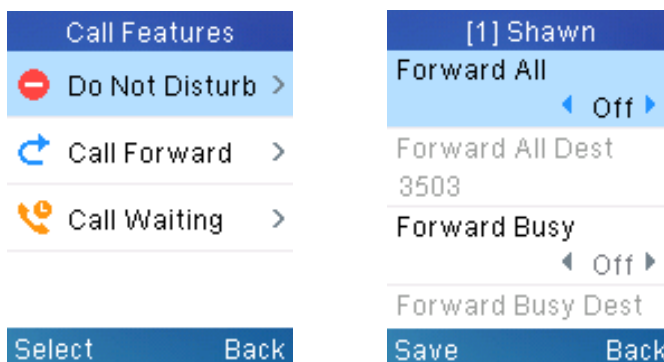 Call Features
Do Not Disturb
Call Forward
Call Waiting
Select Back
[1] Shawn
Forward All
Off
Forward All Dest
3503
Forward Busy
Off
Forward Busy Dest
Save Back